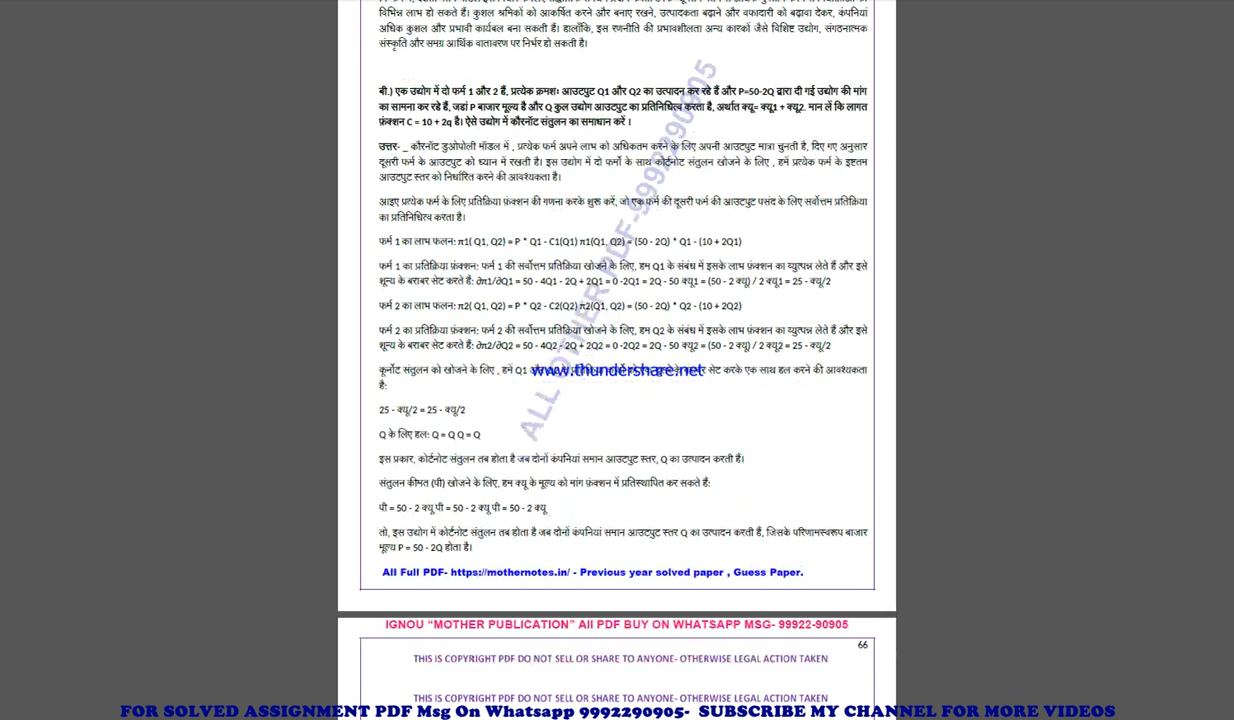 विभिन्न लाभ हो सकते हैं। कुशल श्रमिकों को आकर्षित करने और बनाए रखने, उत्पादकता बढ़ाने और वफादारी को बढ़ावा देकर, कंपनियां
अधिक कुशल और प्रभावी कार्यबल बना सकती हैं। हालाँकि, इस रणनीति की प्रभावशीलता अन्य कारकों जैसे विशिष्ट उद्योग, संगठनात्मक
संस्कृति और समग्र आर्थिक वातावरण पर निर्भर हो सकती है।
बी.) एक उद्योग में दो फर्म 1 और 2 हैं, प्रत्येक क्रमशः आउटपुट Q1 और Q2 का उत्पादन कर रहे हैं और P=50-2Q द्वारा दी गई उद्योग की मांग
का सामना कर रहे हैं, जहां P बाजार मूल्य है और Q कुल उद्योग आउटपुट का प्रतिनिधित्व करता है, अर्थात क्यू= क्यू1 + क्यू2. मान लें कि लागत
फ़ंक्शन C = 10 + 2q है। ऐसे उद्योग में कौरनॉट संतुलन का समाधान करें ।
उत्तर- _ कौरनॉट डुओपोली मॉडल में , प्रत्येक फर्म अपने लाभ को अधिकतम करने के लिए अपनी आउटपुट मात्रा चुनती है, दिए गए अनुसार
दूसरी फर्म के आउटपुट को ध्यान में रखती है। इस उद्योग में दो फर्मों के साथ कोर्टनोट संतुलन खोजने के लिए , हमें प्रत्येक फर्म के इष्टतम
आउटपुट स्तर को निर्धारित करने की आवश्यकता है।
आइए प्रत्येक फर्म के लिए प्रतिक्रिया फ़ंक्शन की गणना करके शुरू करें, जो एक फर्म की दूसरी फर्म की आउटपुट पसंद के लिए सर्वोत्तम प्रतिक्रिया
का प्रतिनिधित्व करता है।
फर्म 1 का लाभ फलन: π1( Q1, Q2) = P * Q1 - C1(Q1) π1(Q1, Q2) = (50 - 2Q) * Q1 - (10 + 2Q1)
फर्म 1 का प्रतिक्रिया फ़ंक्शन: फर्म 1 की सर्वोत्तम प्रतिक्रिया खोजने के लिए, हम Q1 के संबंध में इसके लाभ फ़ंक्शन का व्युत्पन्न लेते हैं और इसे
शून्य के बराबर सेट करते हैं: ∂π1/∂Q1 = 50 - 4Q1 - 2Q + 2Q1 = 0 -2Q1 = 2Q - 50 क्यू1 = (50 - 2 क्यू) / 2 क्यू1 = 25 - क्यू/2
फर्म 2 का लाभ फलन: π2( Q1, Q2) = P * Q2 - C2(Q2) π2(Q1, Q2) = (50 - 2Q) * Q2 - (10 + 2Q2)
फर्म 2 का प्रतिक्रिया फ़ंक्शन: फर्म 2 की सर्वोत्तम प्रतिक्रिया खोजने के लिए, हम Q2 के संबंध में इसके लाभ फ़ंक्शन का व्युत्पन्न लेते हैं और इसे
शून्य के बराबर सेट करते हैं: ∂π2/∂Q2 = 50 - 4Q2 - 2Q + 2Q2 = 0 -2Q2 = 2Q - 50 क्यू2 = (50 - 2 क्यू) / 2 क्यू2 = 25 - क्यू/2
कूर्नोट संतुलन को खोजने के लिए , हमें Q1 सेट करके एक साथ हल करने की आवश्यकता
www.thundershare.net
है:
25 - क्यू/2 = 25 - क्यू/2
Q के लिए हल: Q = Q Q = Q
इस प्रकार, कोर्टनोट संतुलन तब होता है जब दोनों कंपनियां समान आउटपुट स्तर, Q का उत्पादन करती हैं।
संतुलन कीमत (पी) खोजने के लिए, हम क्यू के मूल्य को मांग फ़ंक्शन में प्रतिस्थापित कर सकते हैं:
पी = 50 - 2 क्यू पी = 50 - 2 क्यू पी = 50 - 2 क्यू
तो, इस उद्योग में कोर्टनोट संतुलन तब होता है जब दोनों कंपनियां समान आउटपुट स्तर Q का उत्पादन करती हैं, जिसके परिणामस्वरूप बाजार
मूल्य P = 50 - 2Q होता है।
ALL MOTHER PDF-9992290905
All Full PDF- https://mothernotes.in/ - Previous year solved paper , Guess Paper.
IGNOU “MOTHER PUBLICATION” All PDF BUY ON WHATSAPP MSG- 99922-90905
66
THIS IS COPYRIGHT PDF DO NOT SELL OR SHARE TO ANYONE- OTHERWISE LEGAL ACTION TAKEN
THIS IS COPYRIGHT PDF DO NOT SELL OR SHARE TO ANYONE- OTHERWISE LEGAL ACTION TAKEN
FOR SOLVED ASSIGNMENT PDF Msg On Whatsapp 9992290905- SUBSCRIBE MY CHANNEL FOR MORE VIDEOS